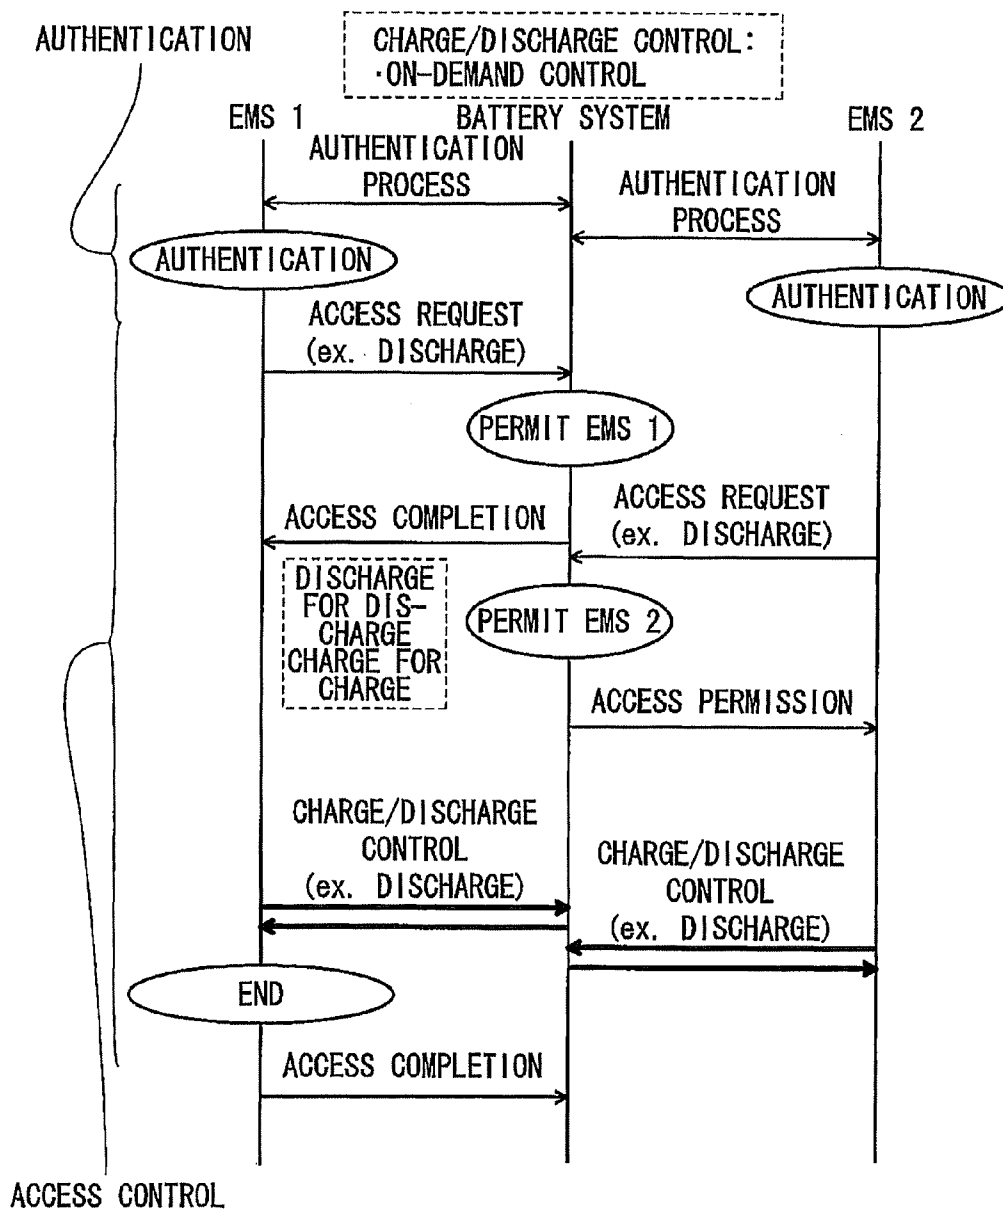 AUTHENTICATION
CHARGE/DISCHARGE CONTROL:
·ON-DEMAND CONTROL
EMS 1
BATTERY SYSTEM
EMS 2
AUTHENTICATION
PROCESS
AUTHENTICATION
PROCESS
AUTHENTICATION
AUTHENTICATION
ACCESS REQUEST
(ex. DISCHARGE)
PERMIT EMS 1
ACCESS REQUEST
(ex. DISCHARGE)
ACCESS COMPLETION
DISCHARGE
FOR DIS-
CHARGE
CHARGE FOR
CHARGE
PERMIT EMS 2
ACCESS PERMISSION
CHARGE/DISCHARGE
CONTROL
(ex. DISCHARGE)
CHARGE/DISCHARGE
CONTROL
(ex. DISCHARGE)
END
ACCESS COMPLETION
ACCESS CONTROL